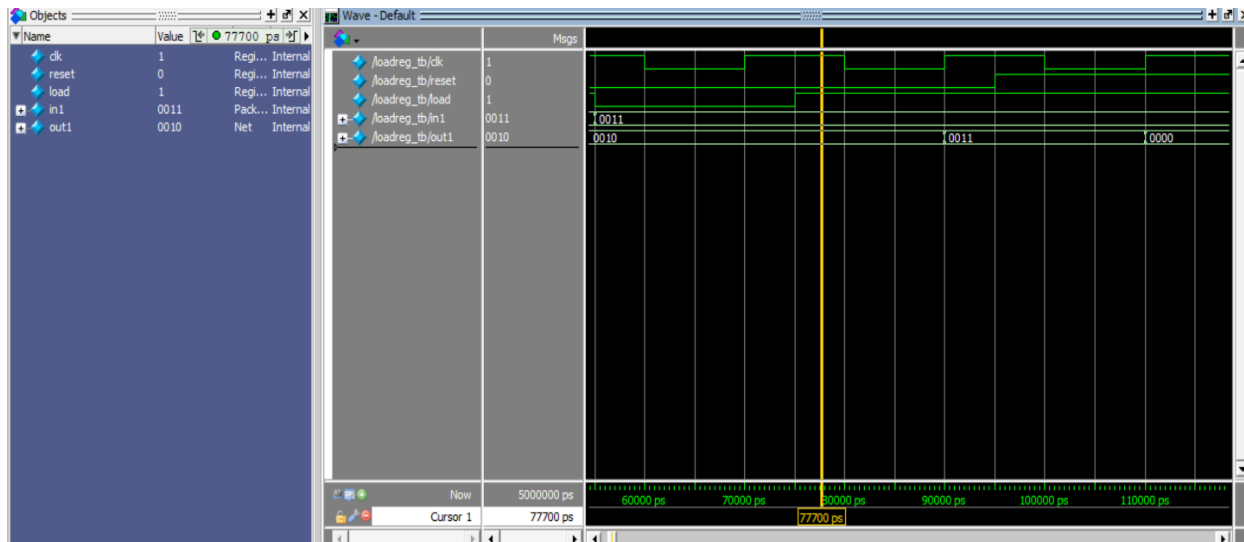 Objects
Name Value 77700 ps
clk 1 Regi... Internal
reset 0 Regi... Internal
load 1 Regi... Internal
in1 0011 Pack... Internal
out1 0010 Net Internal
Wave - Default
Msgs
/loadreg_tb/clk 1
/loadreg_tb/reset 0
/loadreg_tb/load 1
/loadreg_tb/in1 0011 0011
/loadreg_tb/out1 0010 0010 0011 0000
Now 5000000 ps 60000 ps 70000 ps 80000 ps 90000 ps 100000 ps 110000 ps
Cursor 1 77700 ps 77700 ps